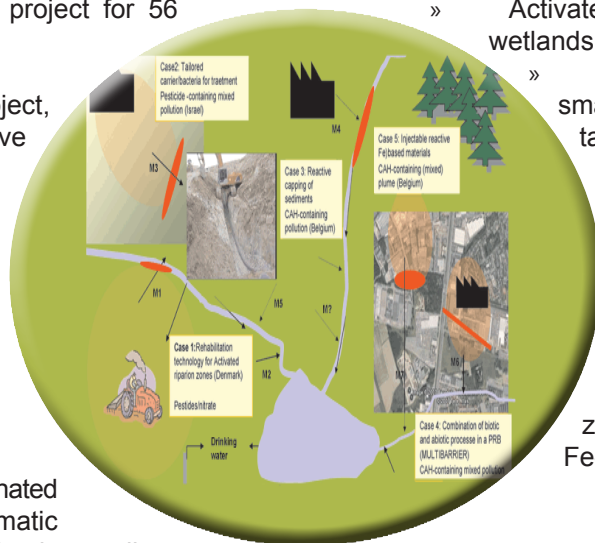 project for 56
ject,
ve
nated
matic
» Activate
wetlands
»
sma
ta
z
Fe
Case2: Tailored
carrier/bacteria for traetment
Pesticide -containing mixed
pollution (Israel)
M3
Case 3: Reactive
capping of
sediments
CAH-containing
pollution (Belgium)
M4
Case 5: Injectable reactive
Fe|based materials
CAH-containing (mixed)
plume (Belgium)
M1
M5
M?
M2
Case 1:Rehabilitation
technology for Activated
riparion zones (Denmark)
Pestides/nitrate
Drinking
water
M6
Case 4: Combination of biotic
and abiotic processe in a PRB
(MULTIBARRIER)
CAH-containing mixed pollution